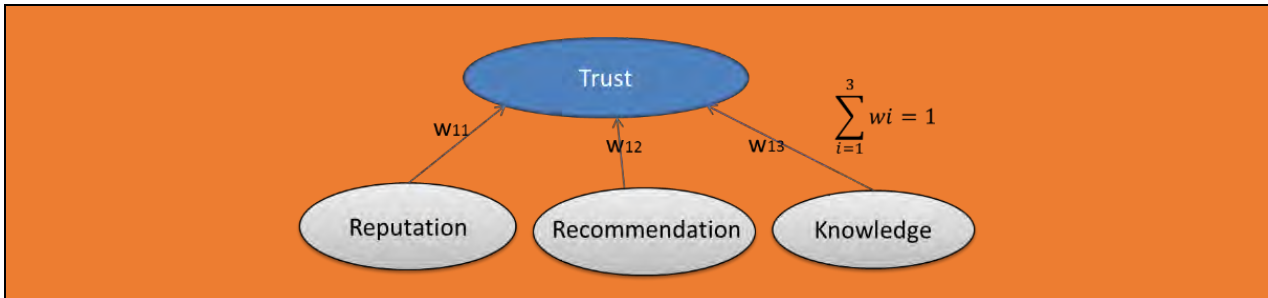 Trust
3
∑ wi = 1
i=1
w11
w12
w13
Reputation
Recommendation
Knowledge